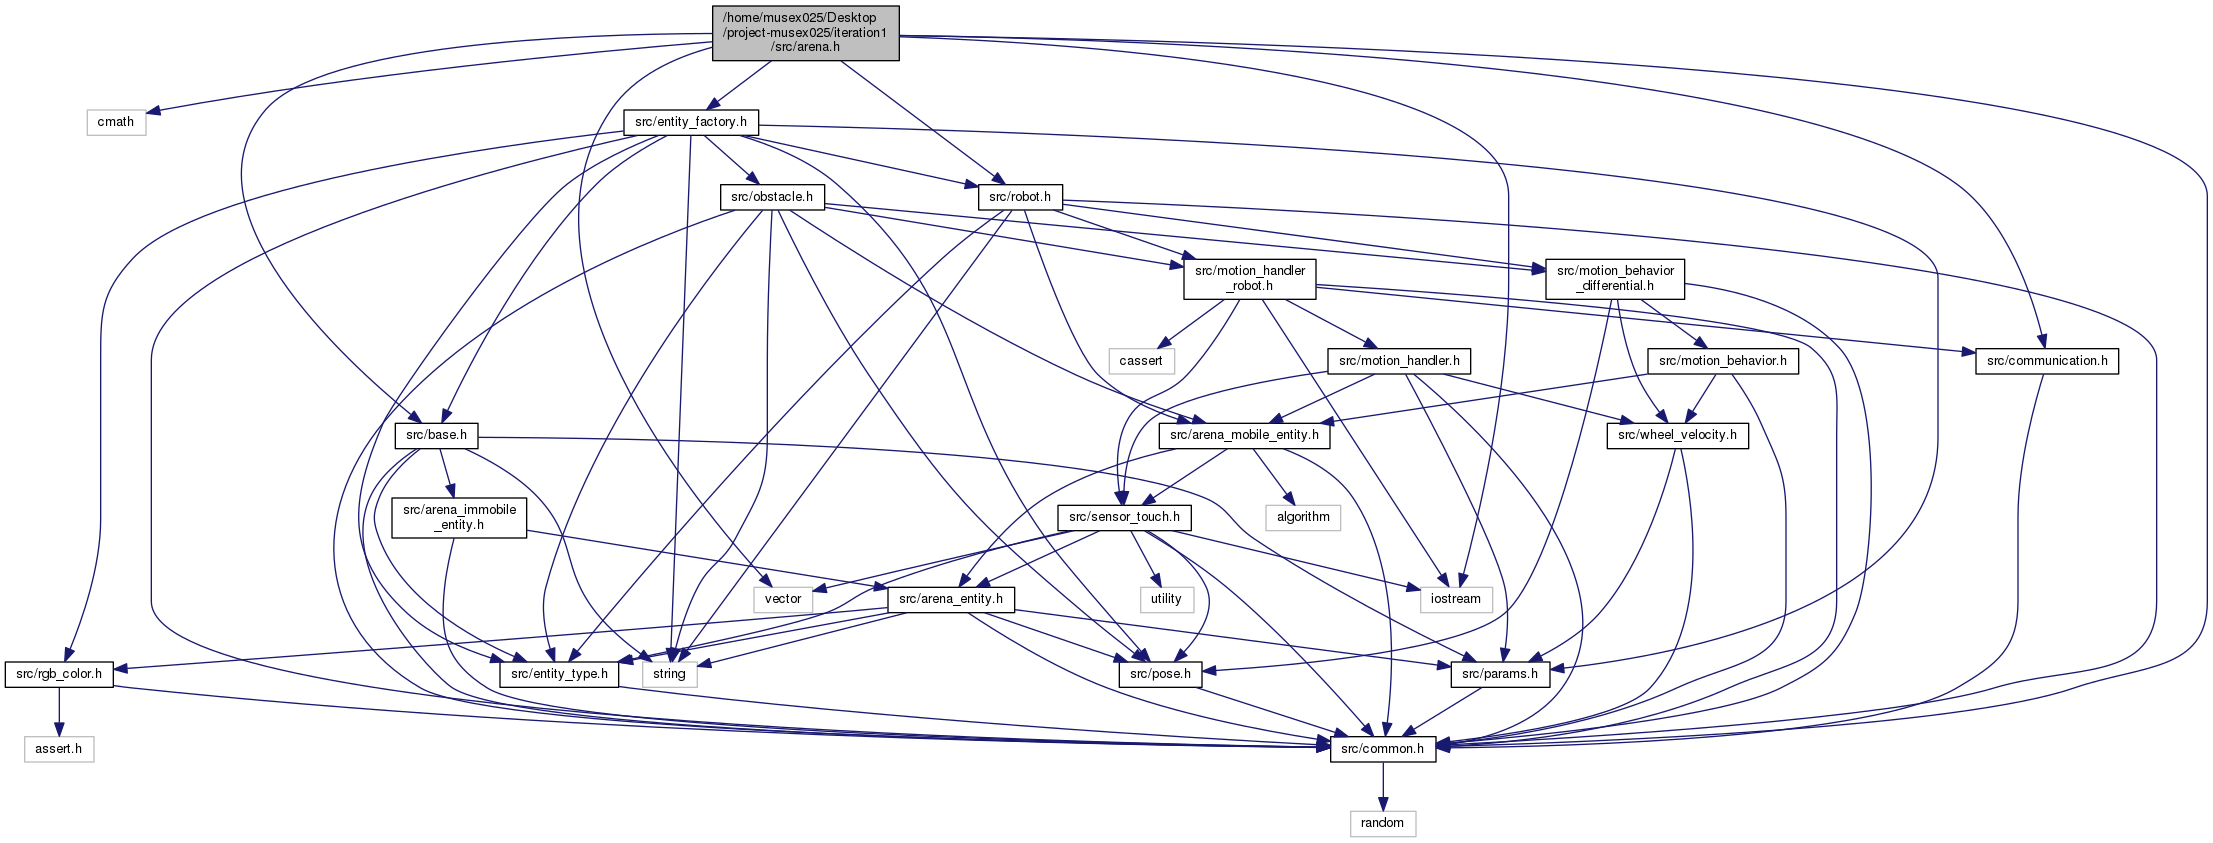 /home/musex025/Desktop
/project-musex025/iteration1
/src/arena.h
cmath
src/entity_factory.h
src/obstacle.h
src/robot.h
src/motion_handler
_robot.h
src/motion_behavior
_differential.h
cassert
src/motion_handler.h
src/motion_behavior.h
src/communication.h
src/base.h
src/arena_mobile_entity.h
src/wheel_velocity.h
src/arena_immobile
_entity.h
src/sensor_touch.h
algorithm
vector
src/arena_entity.h
utility
iostream
src/rgb_color.h
src/entity_type.h
string
src/pose.h
src/params.h
assert.h
src/common.h
random